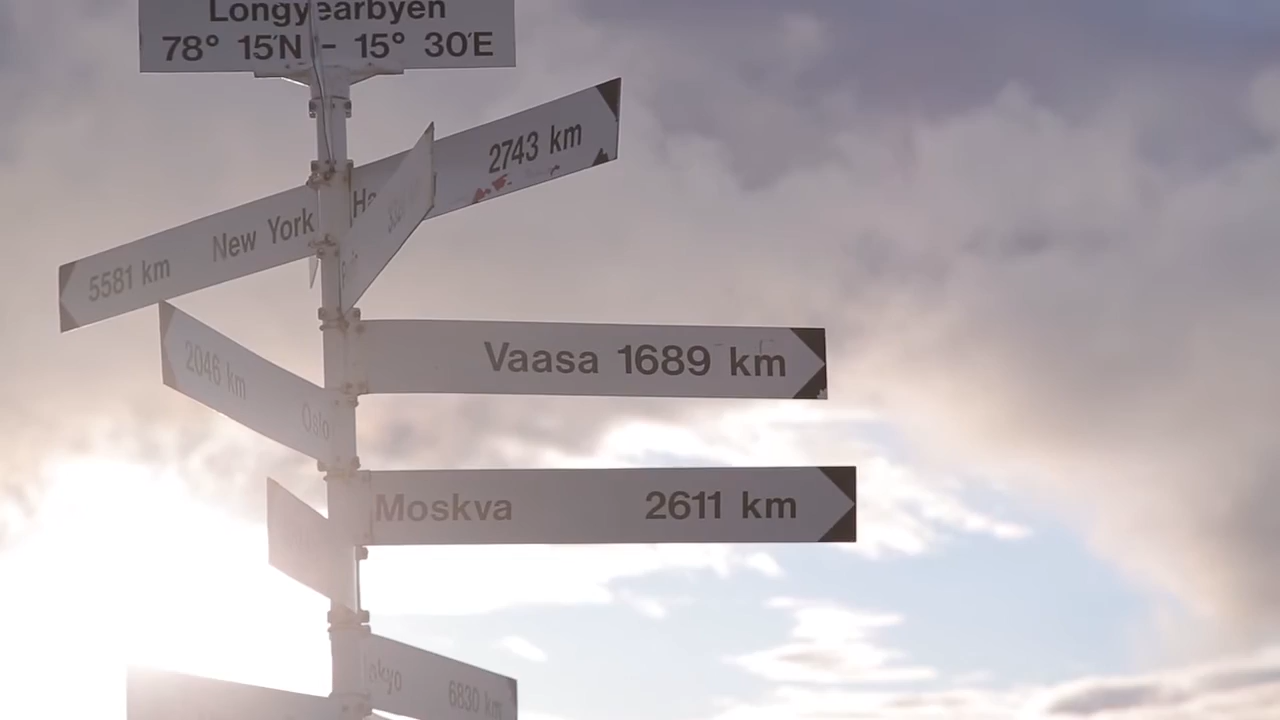 Longyearbyen
78° 15'N - 15° 30'E
2743 km
New York
5581 km
Vaasa 1689 km
2046 km
Oslo
Moskva 2611 km
6830 km